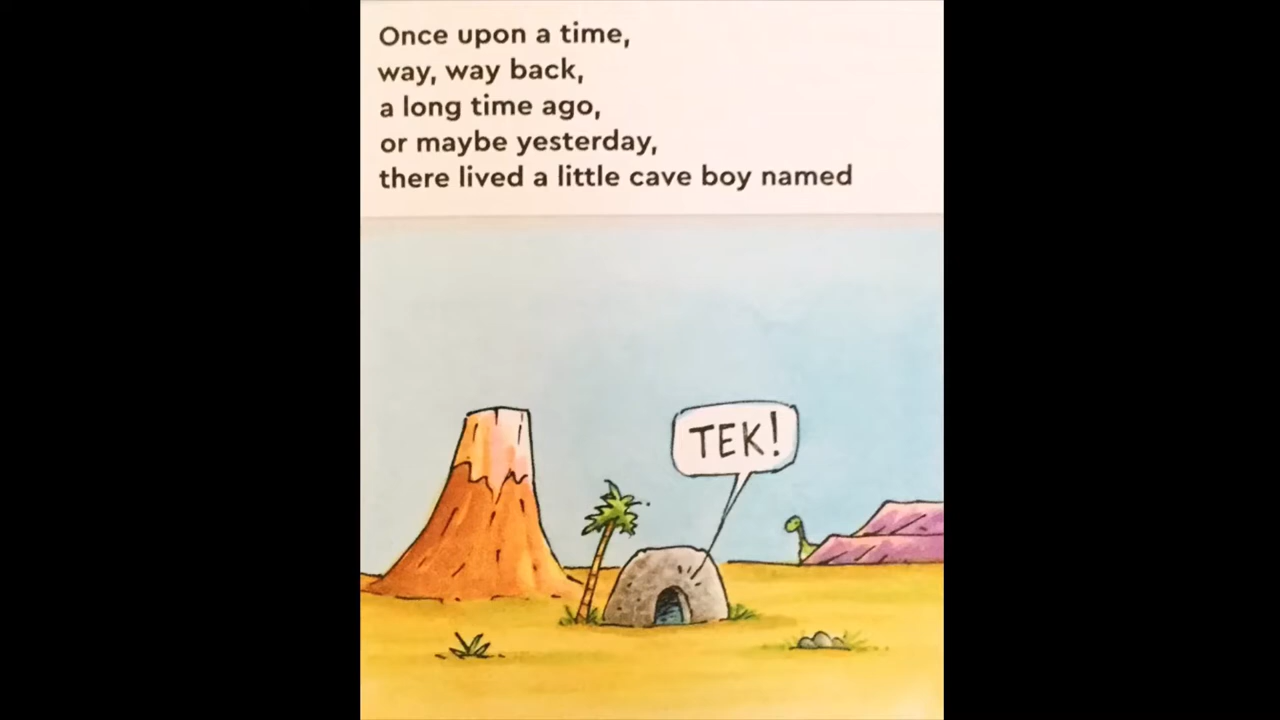 Once upon a time,
way, way back,
a long time ago,
or maybe yesterday,
there lived a little cave boy named
TEK!